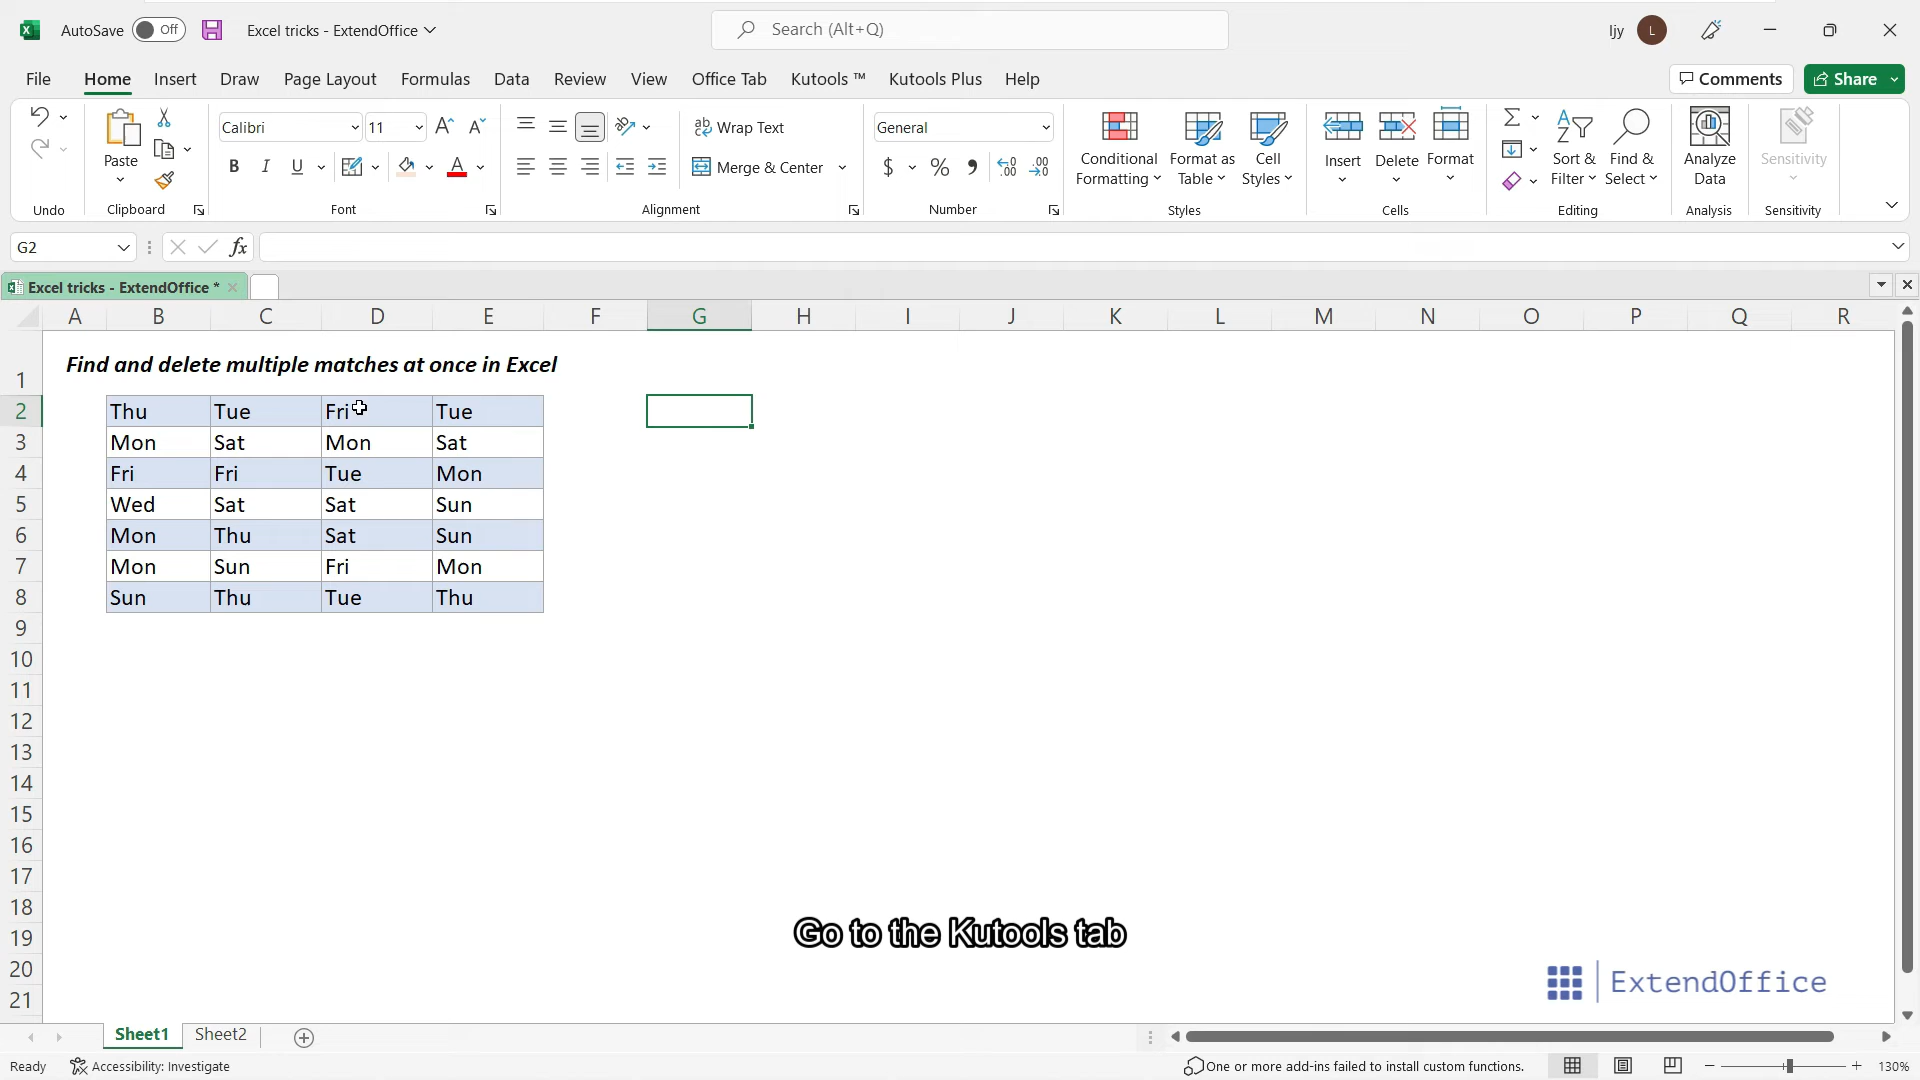 AutoSave Off Excel tricks - ExtendOffice Search (Alt+Q) ljy L
File Home Insert Draw Page Layout Formulas Data Review View Office Tab Kutools ™ Kutools Plus Help Comments Share
Calibri 11 Wrap Text General
Paste Conditional Formatting Format as Table Cell Styles Insert Delete Format Sort & Filter Find & Select Analyze Data Sensitivity
B I U A Merge & Center $ % 9 .00
Undo Clipboard Font Alignment Number Styles Cells Editing Analysis Sensitivity
G2 fx
Excel tricks - ExtendOffice *
A B C D E F G H I J K L M N O P Q R
1 Find and delete multiple matches at once in Excel
2 Thu Tue Fri Tue
3 Mon Sat Mon Sat
4 Fri Fri Tue Mon
5 Wed Sat Sat Sun
6 Mon Thu Sat Sun
7 Mon Sun Fri Mon
8 Sun Thu Tue Thu
9
10
11
12
13
14
15
16
17
18
19 Go to the Kutools tab
20 ExtendOffice
21
Sheet1 Sheet2
Ready Accessibility: Investigate One or more add-ins failed to install custom functions. 130%